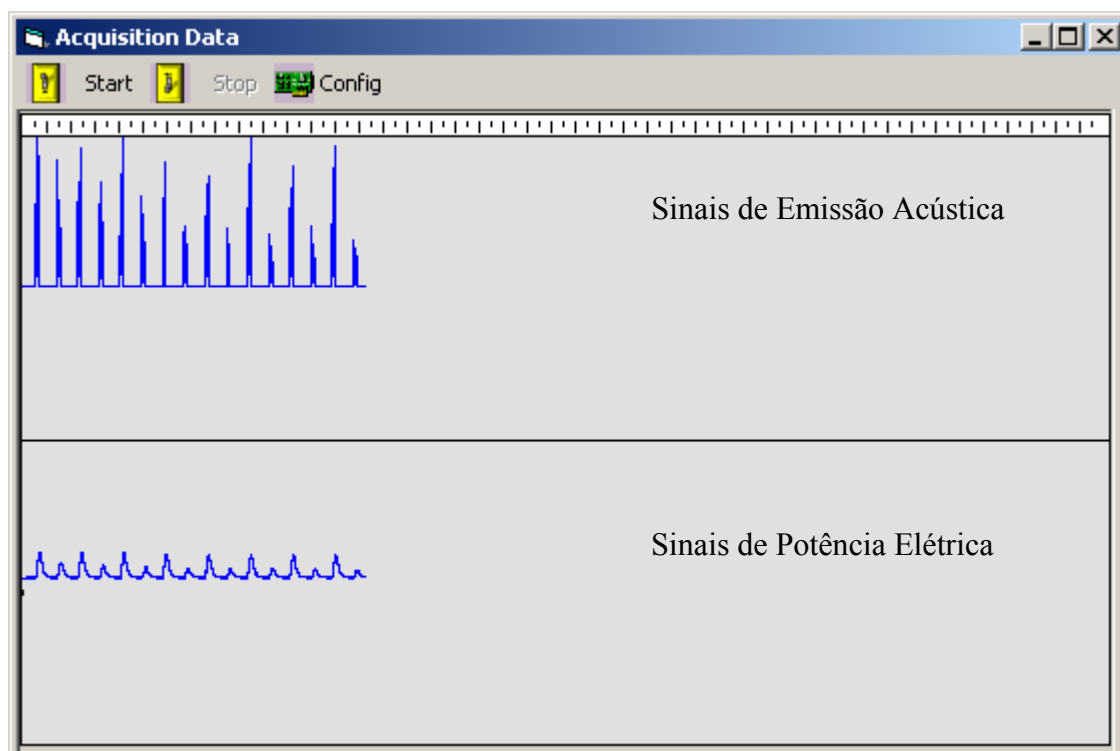 Acquisition Data
Start Stop Config
Sinais de Emissão Acústica
Sinais de Potência Elétrica